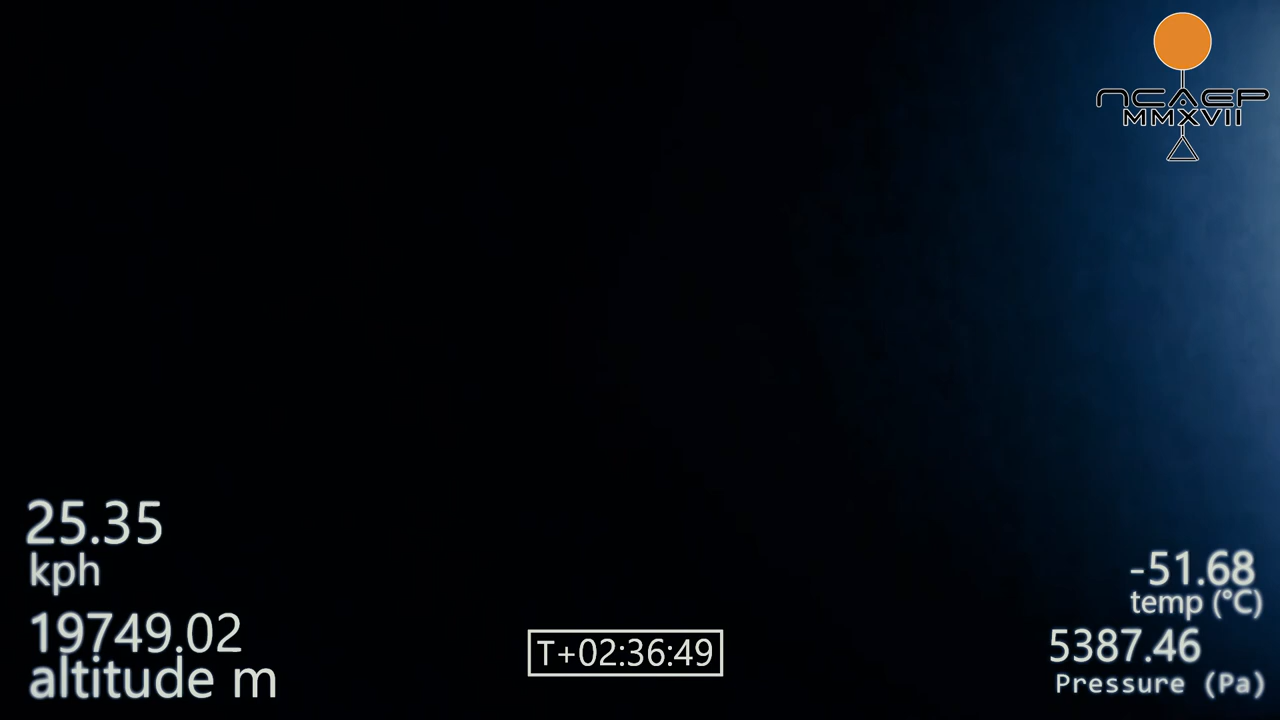 NCAEP
MMXVII
25.35
kph
19749.02
altitude m
T+02:36:49
-51.68
temp (°C)
5387.46
Pressure (Pa)